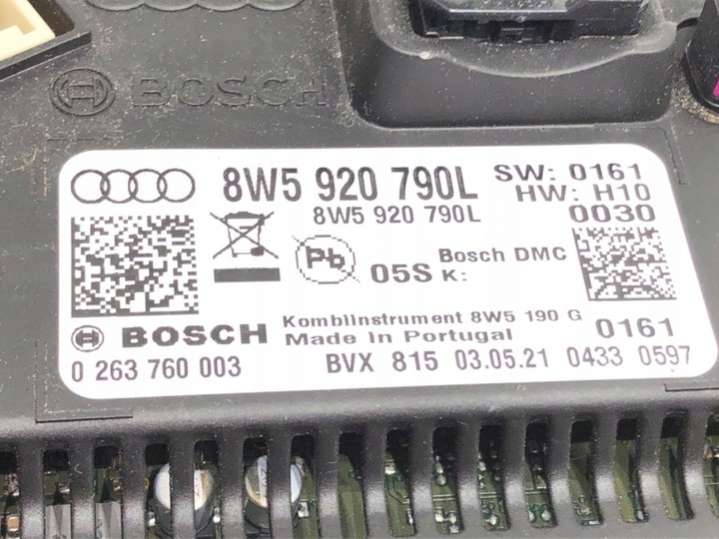 BOSCH
8W5 920 790L SW: 0161
8W5 920 790L HW: H10
0030
Pb 05S Bosch DMC
K:
BOSCH Kombiinstrument 8W5 190 G 0161
Made in Portugal
0 263 760 003 BVX 815 03.05.21 0433 0597